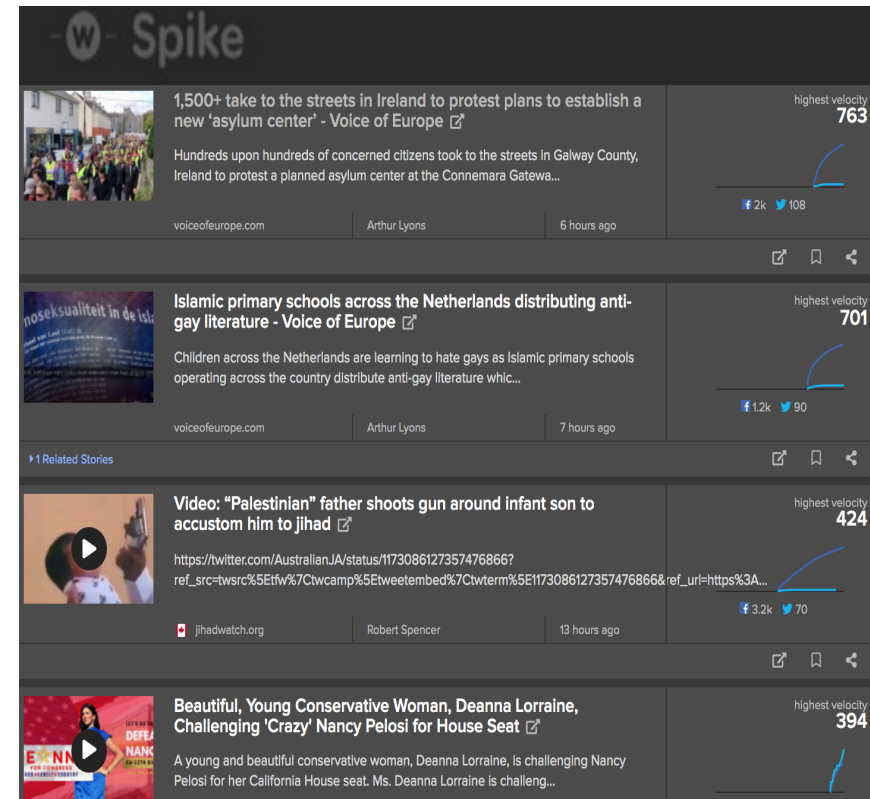 W Spike
1,500+ take to the streets in Ireland to protest plans to establish a
new ‘asylum center’ - Voice of Europe
Hundreds upon hundreds of concerned citizens took to the streets in Galway County,
Ireland to protest a planned asylum center at the Connemara Gatewa...
voiceofeurope.com
Arthur Lyons
6 hours ago
highest velocity
763
2k 108
noseksualiteit in de isl
Islamic primary schools across the Netherlands distributing anti-
gay literature - Voice of Europe
Children across the Netherlands are learning to hate gays as Islamic primary schools
operating across the country distribute anti-gay literature whic...
voiceofeurope.com
Arthur Lyons
7 hours ago
highest velocity
701
1.2k 90
1 Related Stories
Video: “Palestinian” father shoots gun around infant son to
accustom him to jihad
https://twitter.com/AustralianJA/status/1173086127357476866?
ref_src=twsrc%5Etfw%7Ctwcamp%5Etweetembed%7Ctwterm%5E1173086127357476866&ref_url=https%3A...
jihadwatch.org
Robert Spencer
13 hours ago
highest velocity
424
3.2k 70
DEFEA
NANC
EANN
FOR CONGRESS
Beautiful, Young Conservative Woman, Deanna Lorraine,
Challenging 'Crazy' Nancy Pelosi for House Seat
A young and beautiful conservative woman, Deanna Lorraine, is challenging Nancy
Pelosi for her California House seat. Ms. Deanna Lorraine is challeng...
highest velocity
394